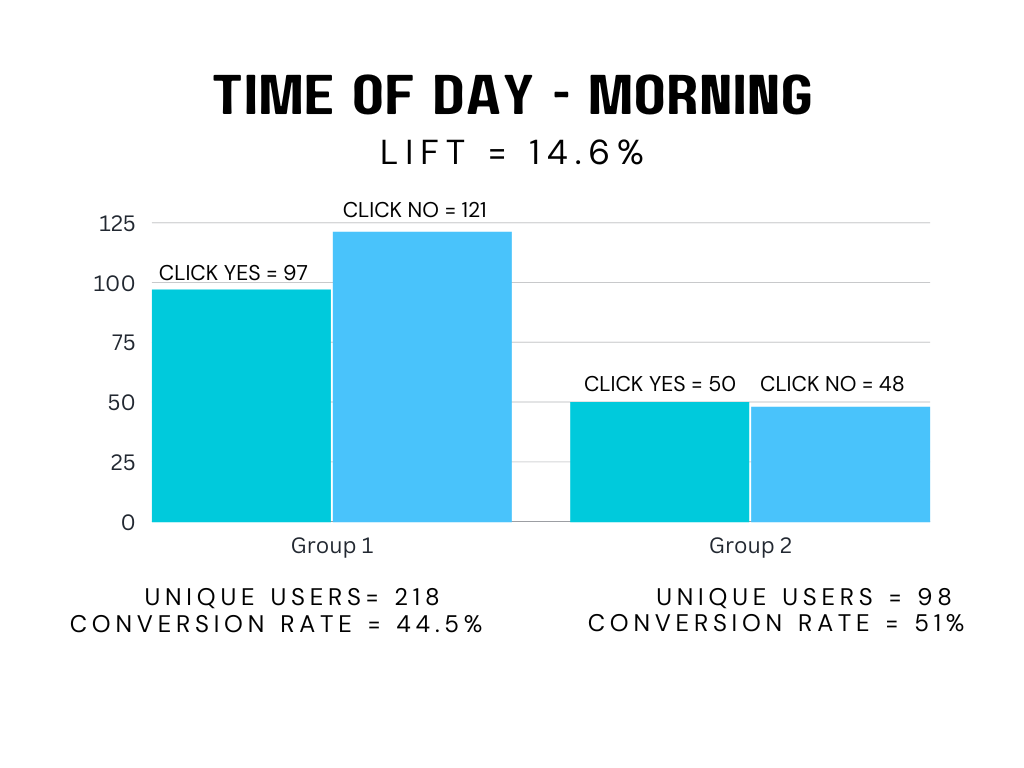 TIME OF DAY - MORNING
LIFT = 14.6%
CLICK NO = 121
125
CLICK YES = 97
100
75
CLICK YES = 50
CLICK NO = 48
50
25
0
Group 1
Group 2
UNIQUE USERS= 218
CONVERSION RATE = 44.5%
UNIQUE USERS = 98
CONVERSION RATE = 51%